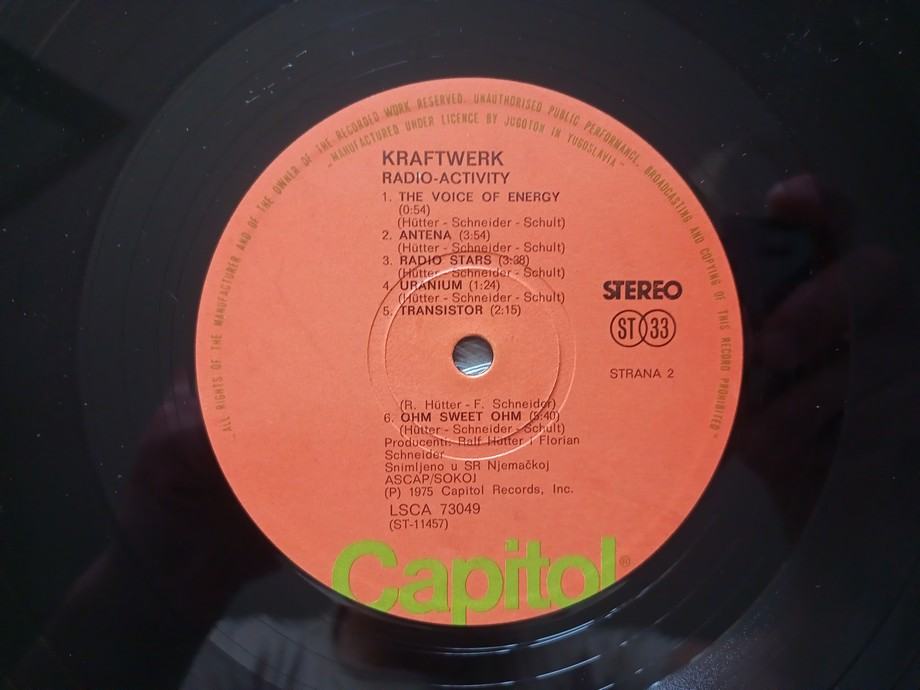 „ALL RIGHTS OF THE MANUFACTURER AND OF THE OWNER OF THE RECORDED WORK RESERVED. UNAUTHORISED PUBLIC PERFORMANCE, BROADCASTING AND COPYING OF THIS RECORD PROHIBITED”
„MANUFACTURED UNDER LICENCE BY JUGOTON IN YUGOSLAVIA”
KRAFTWERK
RADIO-ACTIVITY
1. THE VOICE OF ENERGY
(0:54)
(Hütter - Schneider - Schult)
2. ANTENA (3:54)
(Hütter - Schneider - Schult)
3. RADIO STARS (3:38)
(Hütter - Schneider - Schult)
4. URANIUM (1:24)
(Hütter - Schneider - Schult)
5. TRANSISTOR (2:15)
STEREO
ST 33
STRANA 2
(R. Hütter - F. Schneider)
6. OHM SWEET OHM (5:40)
(Hütter - Schneider - Schult)
Producenti: Ralf Hütter i Florian
Schneider
Snimljeno u SR Njemačkoj
ASCAP/SOKOJ
(P) 1975 Capitol Records, Inc.
LSCA 73049
(ST-11457)
Capitol®